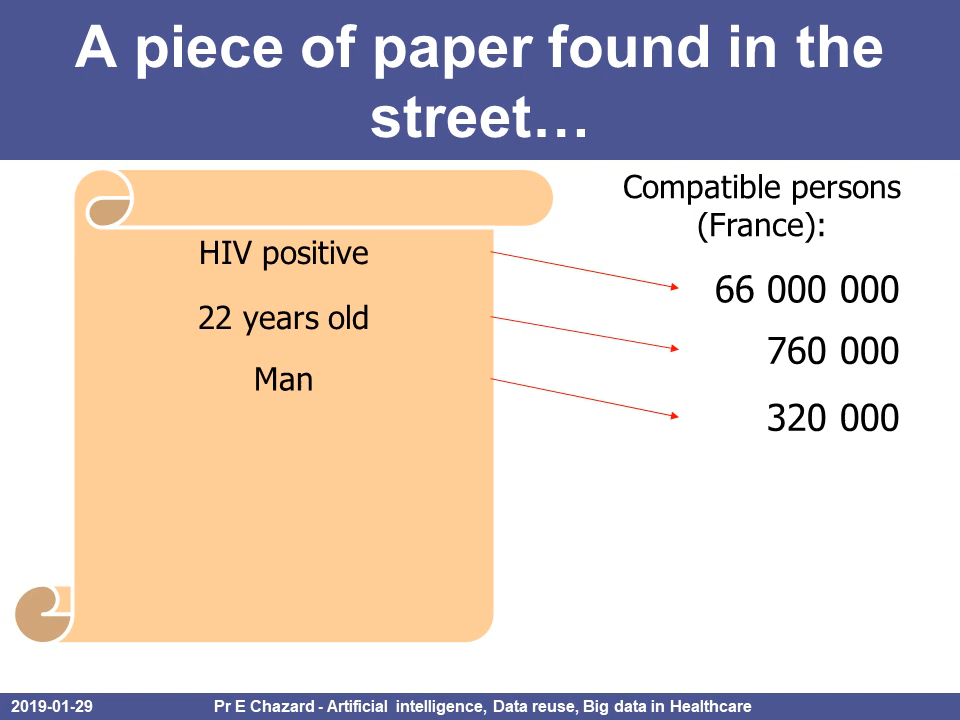 A piece of paper found in the
street…
Compatible persons
(France):
HIV positive
66 000 000
22 years old
760 000
Man
320 000
2019-01-29
Pr E Chazard - Artificial intelligence, Data reuse, Big data in Healthcare